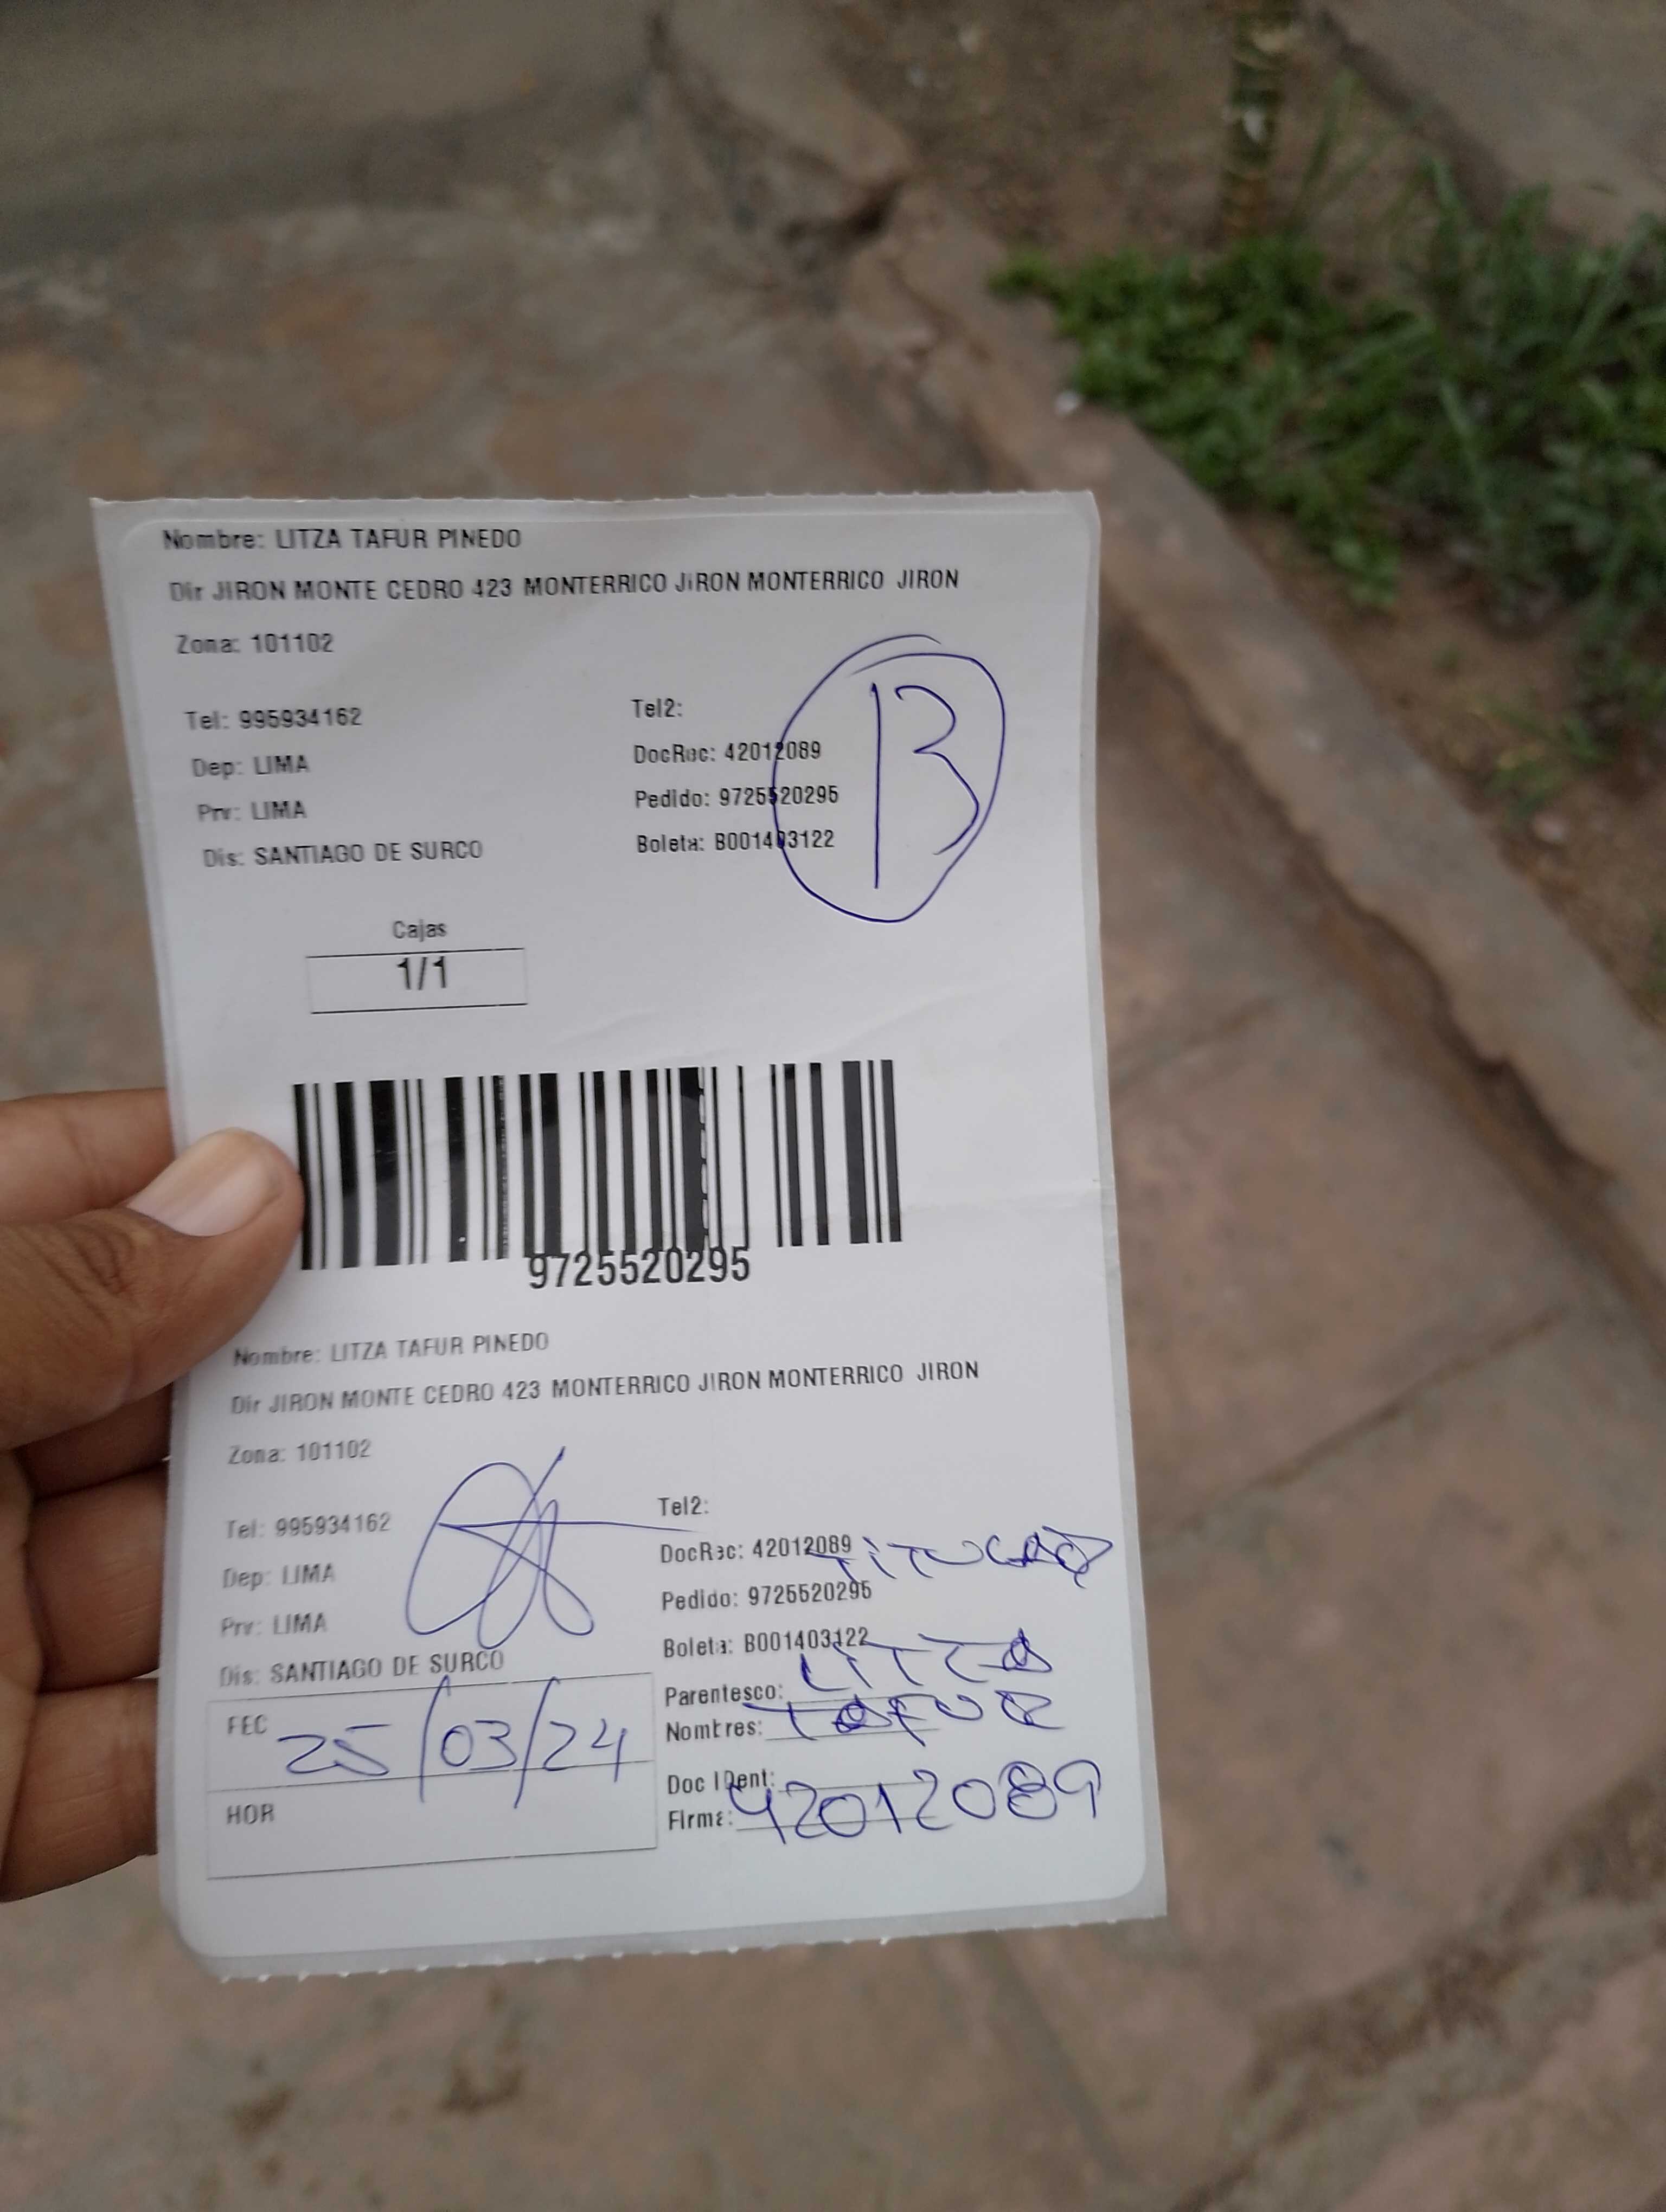 Nombre: LITZA TAFUR PINEDO
Dir JIRON MONTE CEDRO 423 MONTERRICO JIRON MONTERRICO JIRON
Zona: 101102
Tel: 995934162
Dep: LIMA
Prv: LIMA
Dis: SANTIAGO DE SURCO
Tel2:
DocRec: 42012089
Pedido: 9725520295
Boleta: B001403122
B
Cajas
1/1
9725520295
Nombre: LITZA TAFUR PINEDO
Dir JIRON MONTE CEDRO 423 MONTERRICO JIRON MONTERRICO JIRON
Zona: 101102
Tel: 995934162
Dep: LIMA
Prv: LIMA
Dis: SANTIAGO DE SURCO
FEC 25/03/24
HOR
Tel2:
DocRec: 42012089
TITULAR
Pedido: 9725520295
Boleta: B001403122
Parentesco: LITZA
Nombres: TAFUR
Doc IDent:
Firma: 42012089